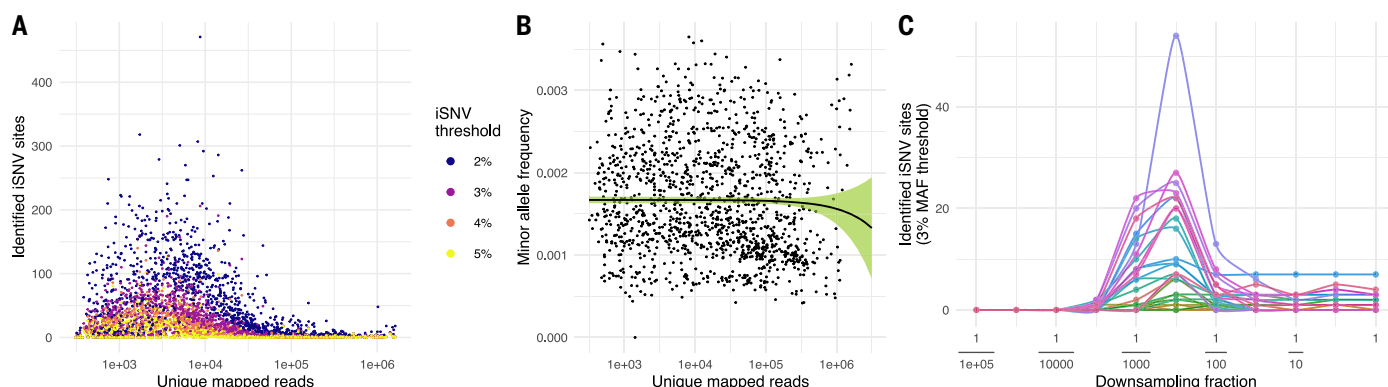 A
Identified iSNV sites
400
300
200
100
0
1e+03
1e+04
1e+05
1e+06
Unique mapped reads
iSNV
threshold
2%
3%
4%
5%
B
Minor allele frequency
0.003
0.002
0.001
0.000
1e+03
1e+04
1e+05
1e+06
Unique mapped reads
C
Identified iSNV sites
(3% MAF threshold)
40
20
0
1
1e+05
1
10000
1
1000
1
100
1
10
1
1
Downsampling fraction